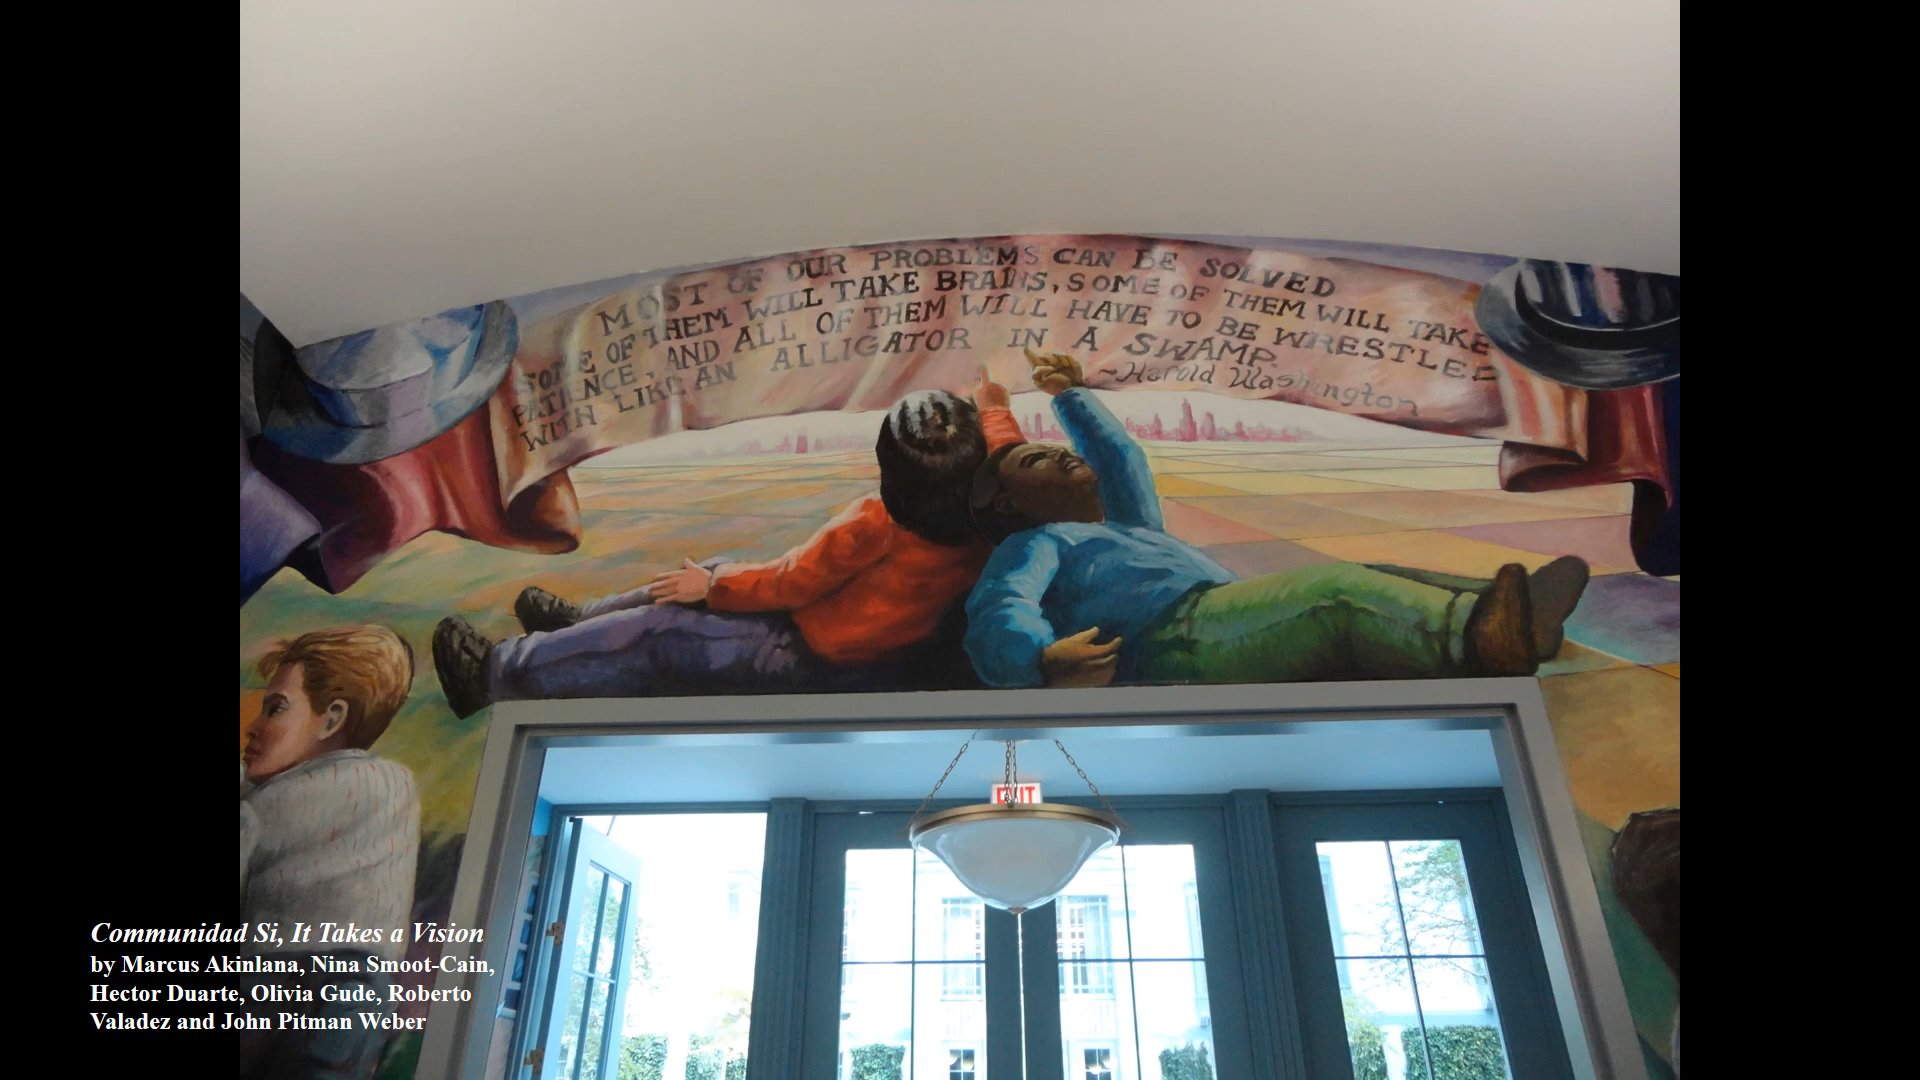 MOST OF OUR PROBLEMS CAN BE SOLVED
SOME OF THEM WILL TAKE BRAINS, SOME OF THEM WILL TAKE
PATIENCE, AND ALL OF THEM WILL HAVE TO BE WRESTLED
WITH LIKE AN ALLIGATOR IN A SWAMP.
~Harold Washington
EXIT
Communidad Si, It Takes a Vision
by Marcus Akinlana, Nina Smoot-Cain,
Hector Duarte, Olivia Gude, Roberto
Valadez and John Pitman Weber